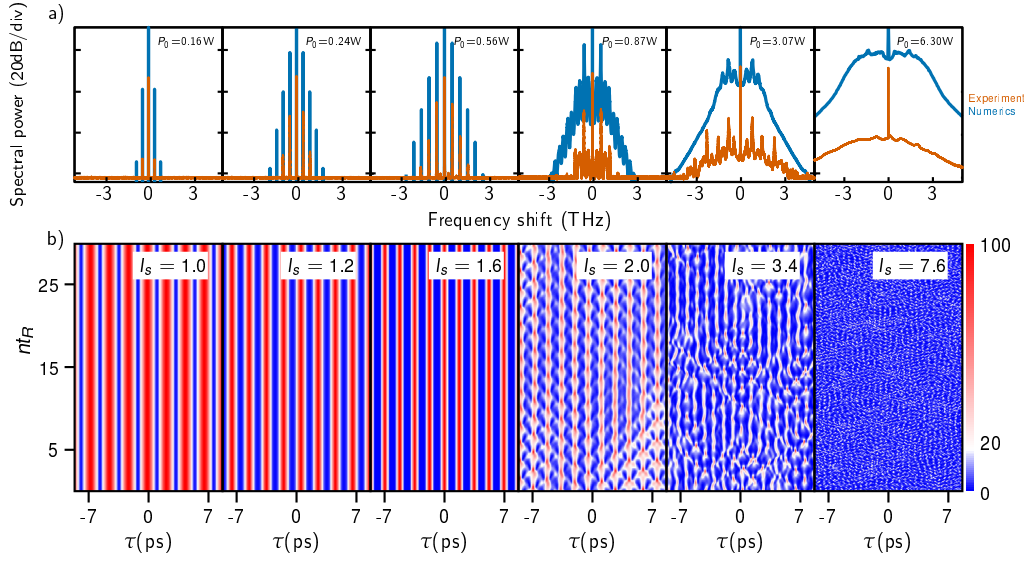 a)
Spectral power (20dB/div)
P₀=0.16W P₀=0.24W P₀=0.56W P₀=0.87W P₀=3.07W P₀=6.30W
Experiment
Numerics
-3 0 3 -3 0 3 -3 0 3 -3 0 3 -3 0 3 -3 0 3
Frequency shift (THz)
b)
Iₛ = 1.0 Iₛ = 1.2 Iₛ = 1.6 Iₛ = 2.0 Iₛ = 3.4 Iₛ = 7.6
100
25
ntR
15
5
20
0
-7 0 7 -7 0 7 -7 0 7 -7 0 7 -7 0 7 -7 0 7
τ(ps) τ(ps) τ(ps) τ(ps) τ(ps) τ(ps)